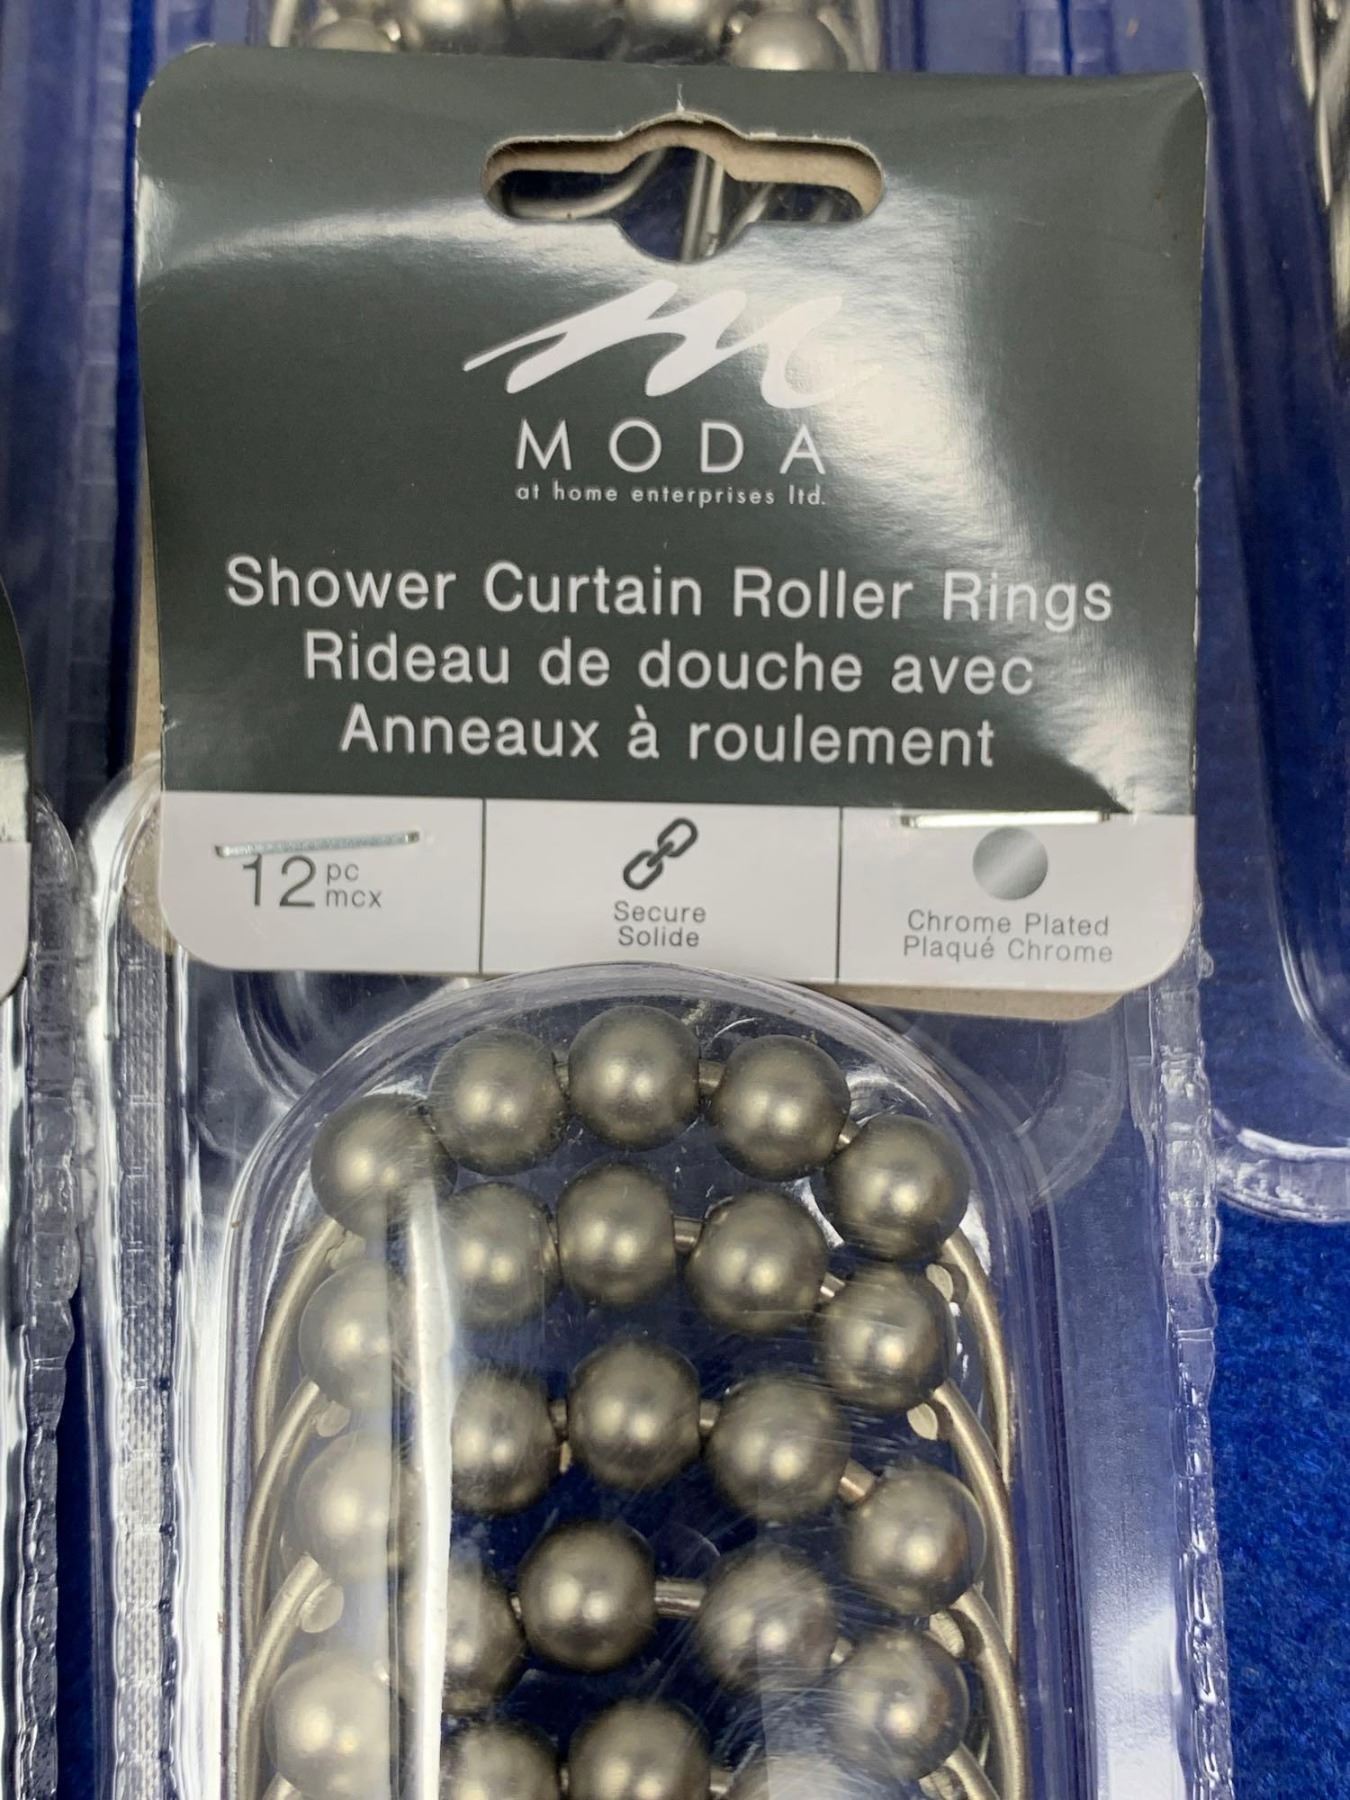 MODA
at home enterprises ltd.
Shower Curtain Roller Rings
Rideau de douche avec
Anneaux à roulement
12 pc
mcx
Secure
Solide
Chrome Plated
Plaqué Chrome